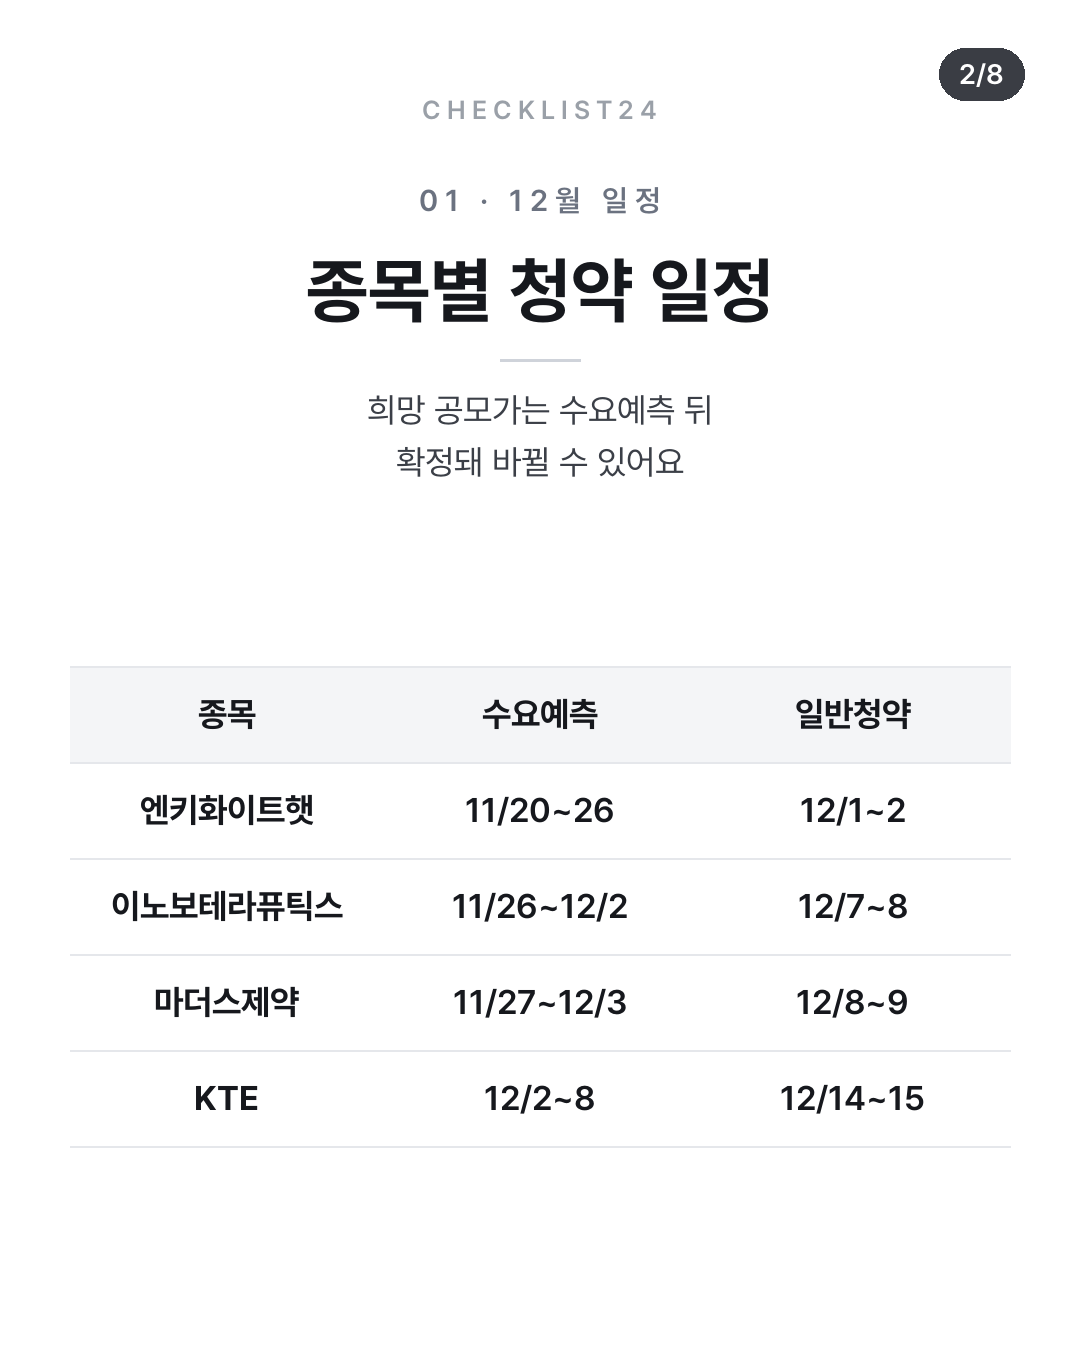 2/8
CHECKLIST24
01 · 12월 일정
종목별 청약 일정
희망 공모가는 수요예측 뒤
확정돼 바뀔 수 있어요
종목 수요예측 일반청약
엔키화이트햇 11/20~26 12/1~2
이노보테라퓨틱스 11/26~12/2 12/7~8
마더스제약 11/27~12/3 12/8~9
KTE 12/2~8 12/14~15